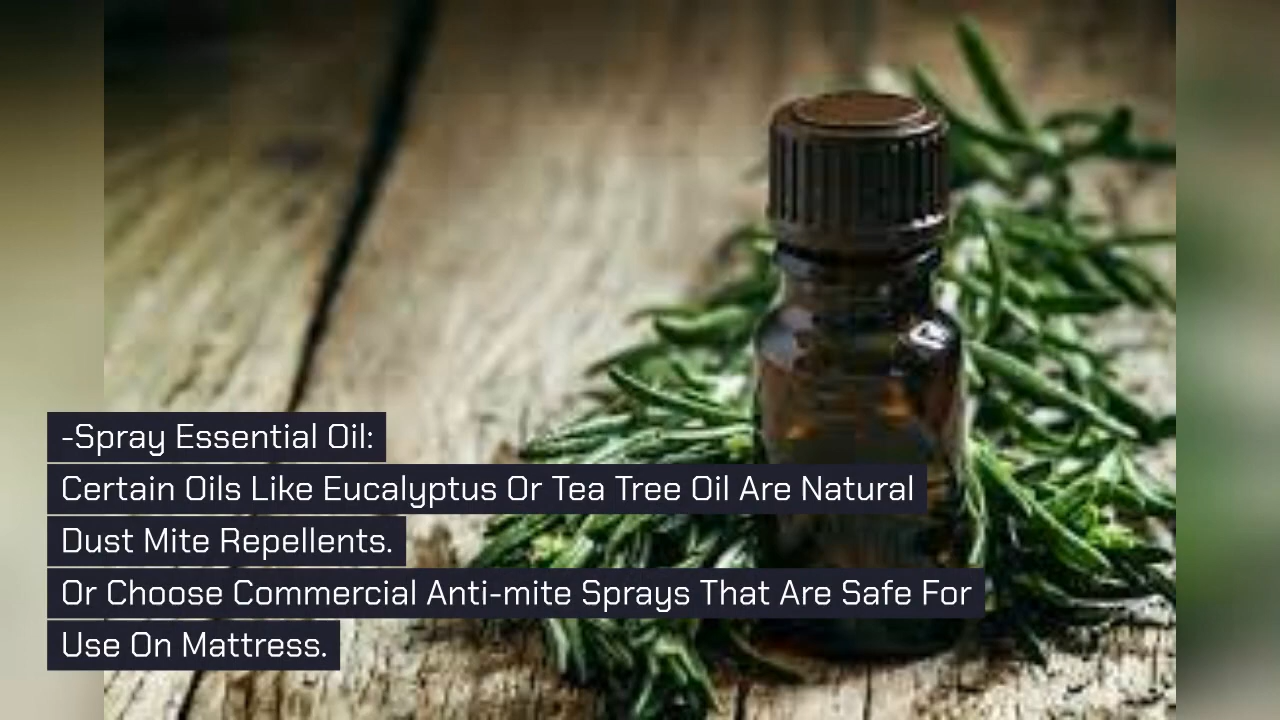 -Spray Essential Oil:
Certain Oils Like Eucalyptus Or Tea Tree Oil Are Natural
Dust Mite Repellents.
Or Choose Commercial Anti-mite Sprays That Are Safe For
Use On Mattress.